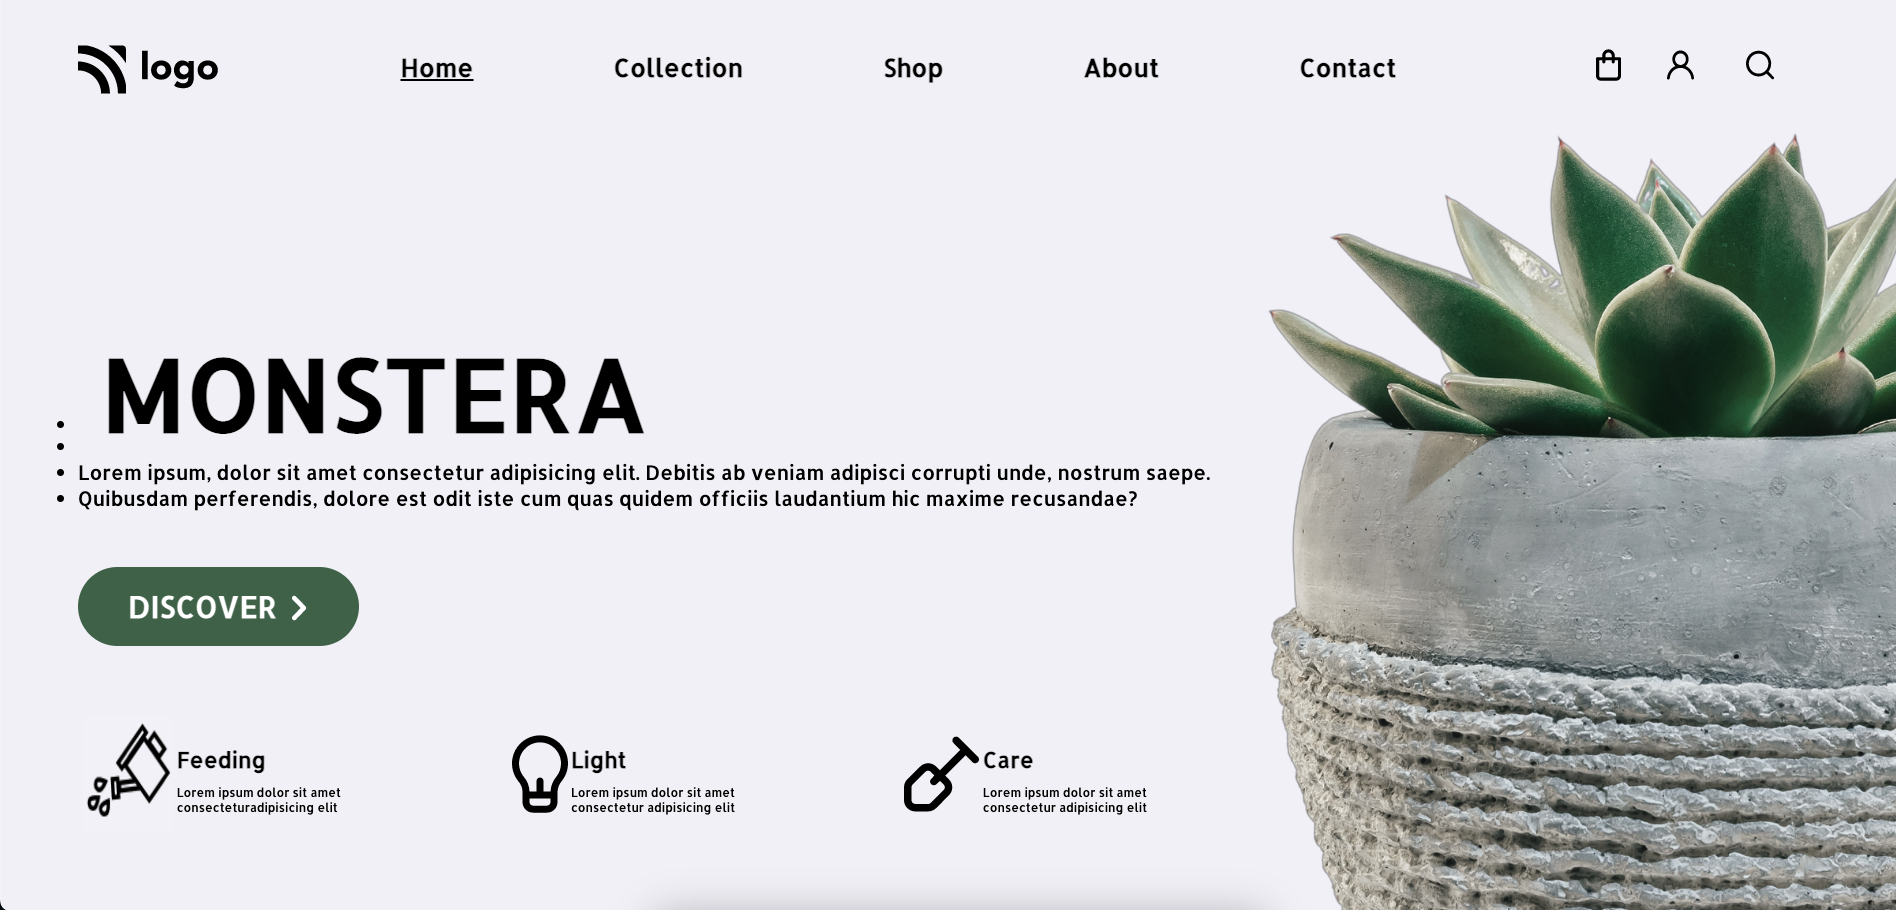 logo
Home
Collection
Shop
About
Contact
MONSTERA
Lorem ipsum, dolor sit amet consectetur adipisicing elit. Debitis ab veniam adipisci corrupti unde, nostrum saepe.
Quibusdam perferendis, dolore est odit iste cum quas quidem officiis laudantium hic maxime recusandae?
DISCOVER
Feeding
Lorem ipsum dolor sit amet
consecteturadipisicing elit
Light
Lorem ipsum dolor sit amet
consectetur adipisicing elit
Care
Lorem ipsum dolor sit amet
consectetur adipisicing elit